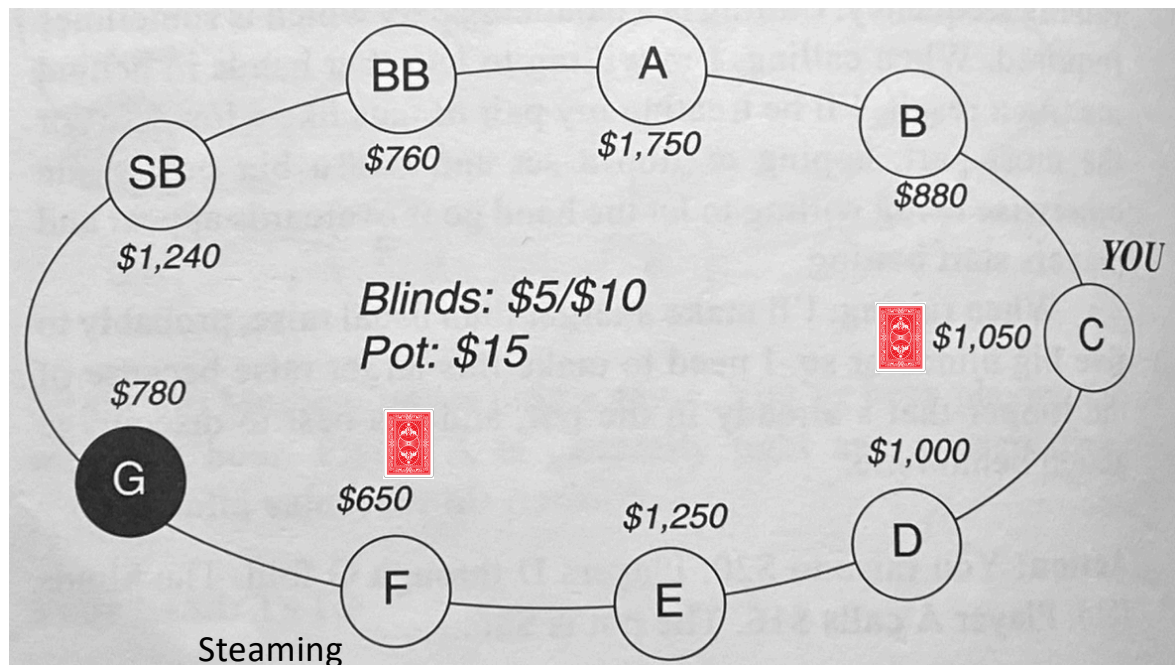 BB
A
$760
$1,750
B
$880
SB
$1,240
YOU
C
$1,050
Blinds: $5/$10
Pot: $15
$780
G
$650
F
$1,250
E
$1,000
D
Steaming